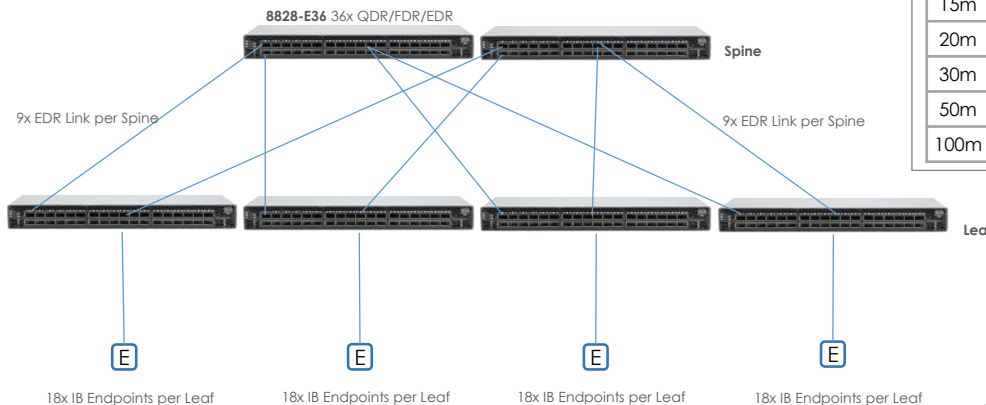 8828-E36 36x QDR/FDR/EDR
15m
20m
30m
50m
100m
Spine
9x EDR Link per Spine
9x EDR Link per Spine
E
E
E
E
18x IB Endpoints per Leaf
18x IB Endpoints per Leaf
18x IB Endpoints per Leaf
18x IB Endpoints per Leaf